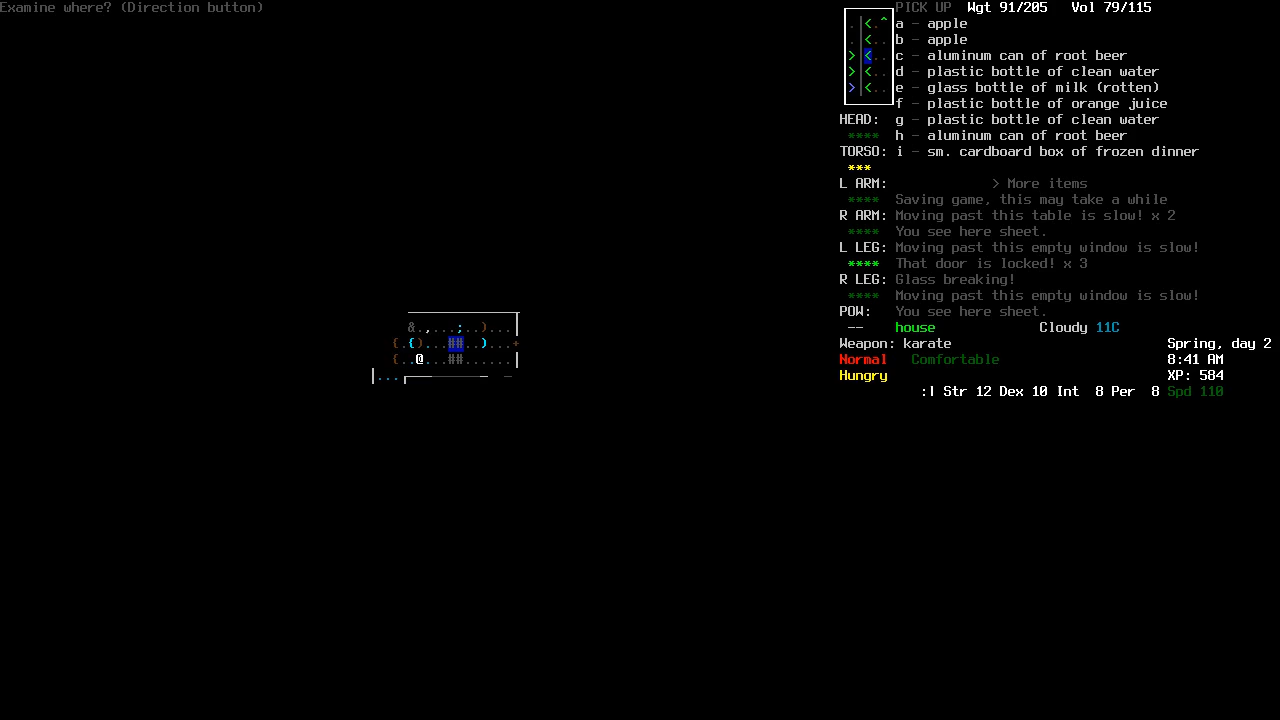 Examine where? (Direction button)
PICK UP Wgt 91/205 Vol 79/115
a - apple
b - apple
c - aluminum can of root beer
d - plastic bottle of clean water
e - glass bottle of milk (rotten)
f - plastic bottle of orange juice
HEAD: g - plastic bottle of clean water
**** h - aluminum can of root beer
TORSO: i - sm. cardboard box of frozen dinner
***
L ARM: > More items
**** Saving game, this may take a while
R ARM: Moving past this table is slow! x 2
**** You see here sheet.
L LEG: Moving past this empty window is slow!
**** That door is locked! x 3
R LEG: Glass breaking!
**** Moving past this empty window is slow!
POW: You see here sheet.
-- house Cloudy 11C
Weapon: karate Spring, day 2
Normal Comfortable 8:41 AM
Hungry XP: 584
:| Str 12 Dex 10 Int 8 Per 8 Spd 110